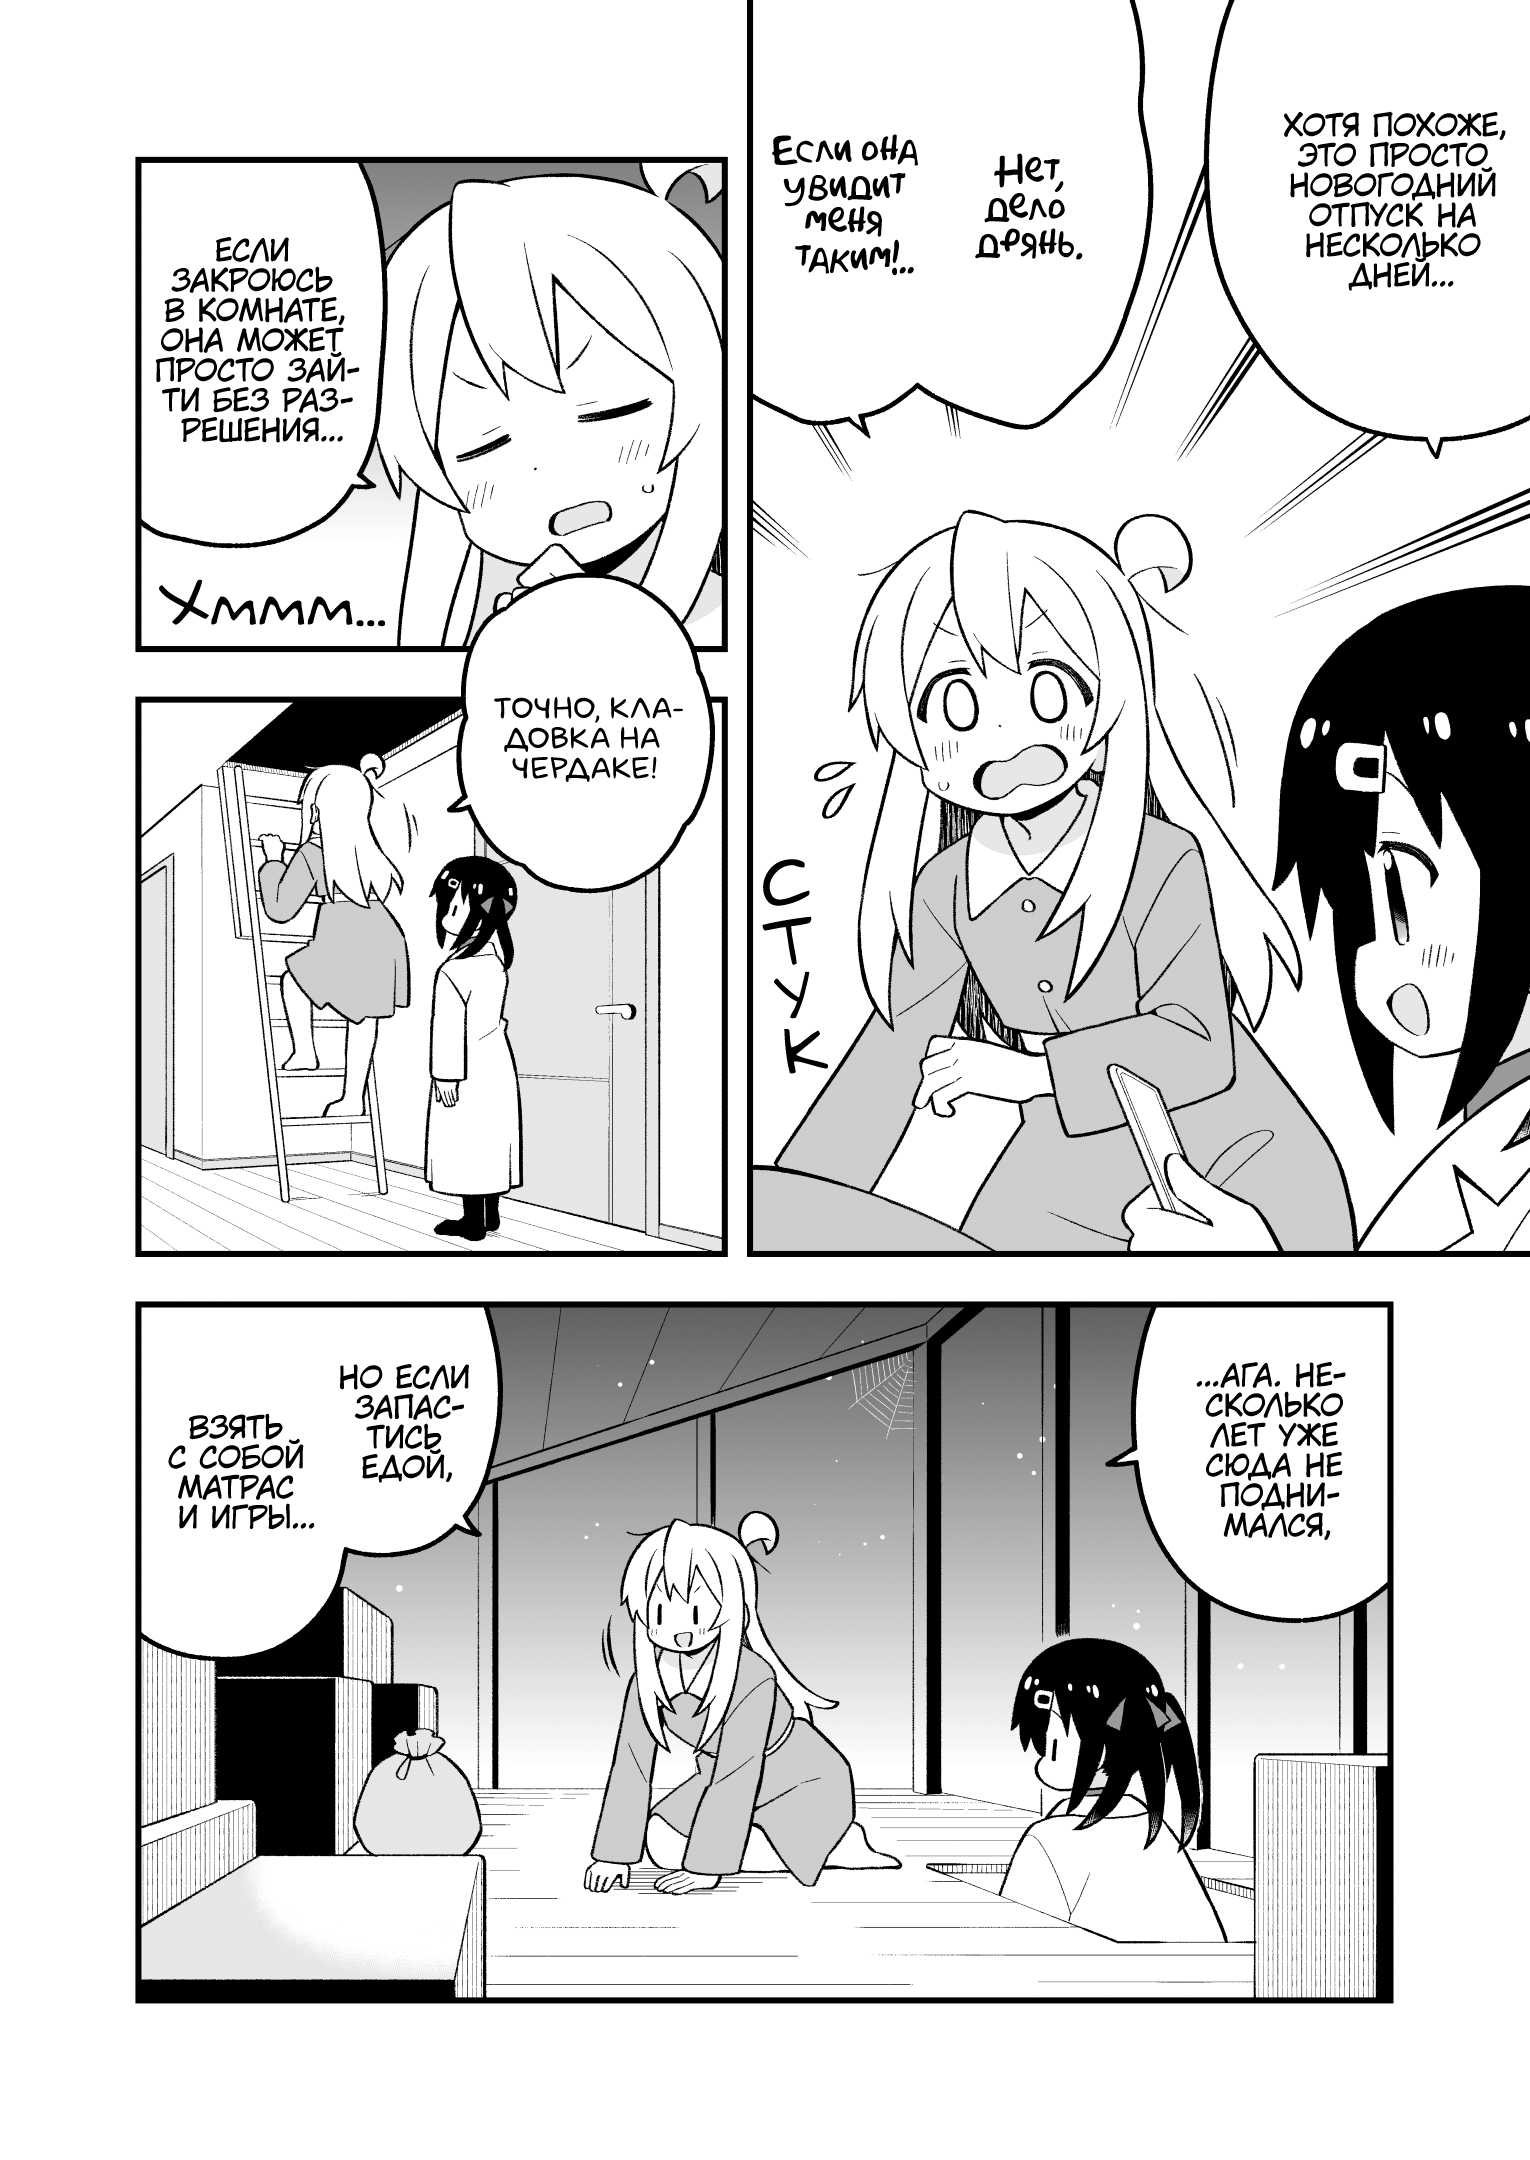 ХОТЯ ПОХОЖЕ,
ЭТО ПРОСТО
НОВОГОДНИЙ
ОТПУСК НА
НЕСКОЛЬКО
ДНЕЙ...
Нет,
дело
дрянь.
Если она
увидит
меня
таким!..
СТУК
ЕСЛИ
ЗАКРОЮСЬ
В КОМНАТЕ,
ОНА МОЖЕТ
ПРОСТО ЗАЙ-
ТИ БЕЗ РАЗ-
РЕШЕНИЯ...
Хммм...
ТОЧНО, КЛА-
ДОВКА НА
ЧЕРДАКЕ!
...АГА. НЕ-
СКОЛЬКО
ЛЕТ УЖЕ
СЮДА НЕ
ПОДНИ-
МАЛСЯ,
НО ЕСЛИ
ЗАПАС-
ТИСЬ
ЕДОЙ,
ВЗЯТЬ
С СОБОЙ
МАТРАС
И ИГРЫ...